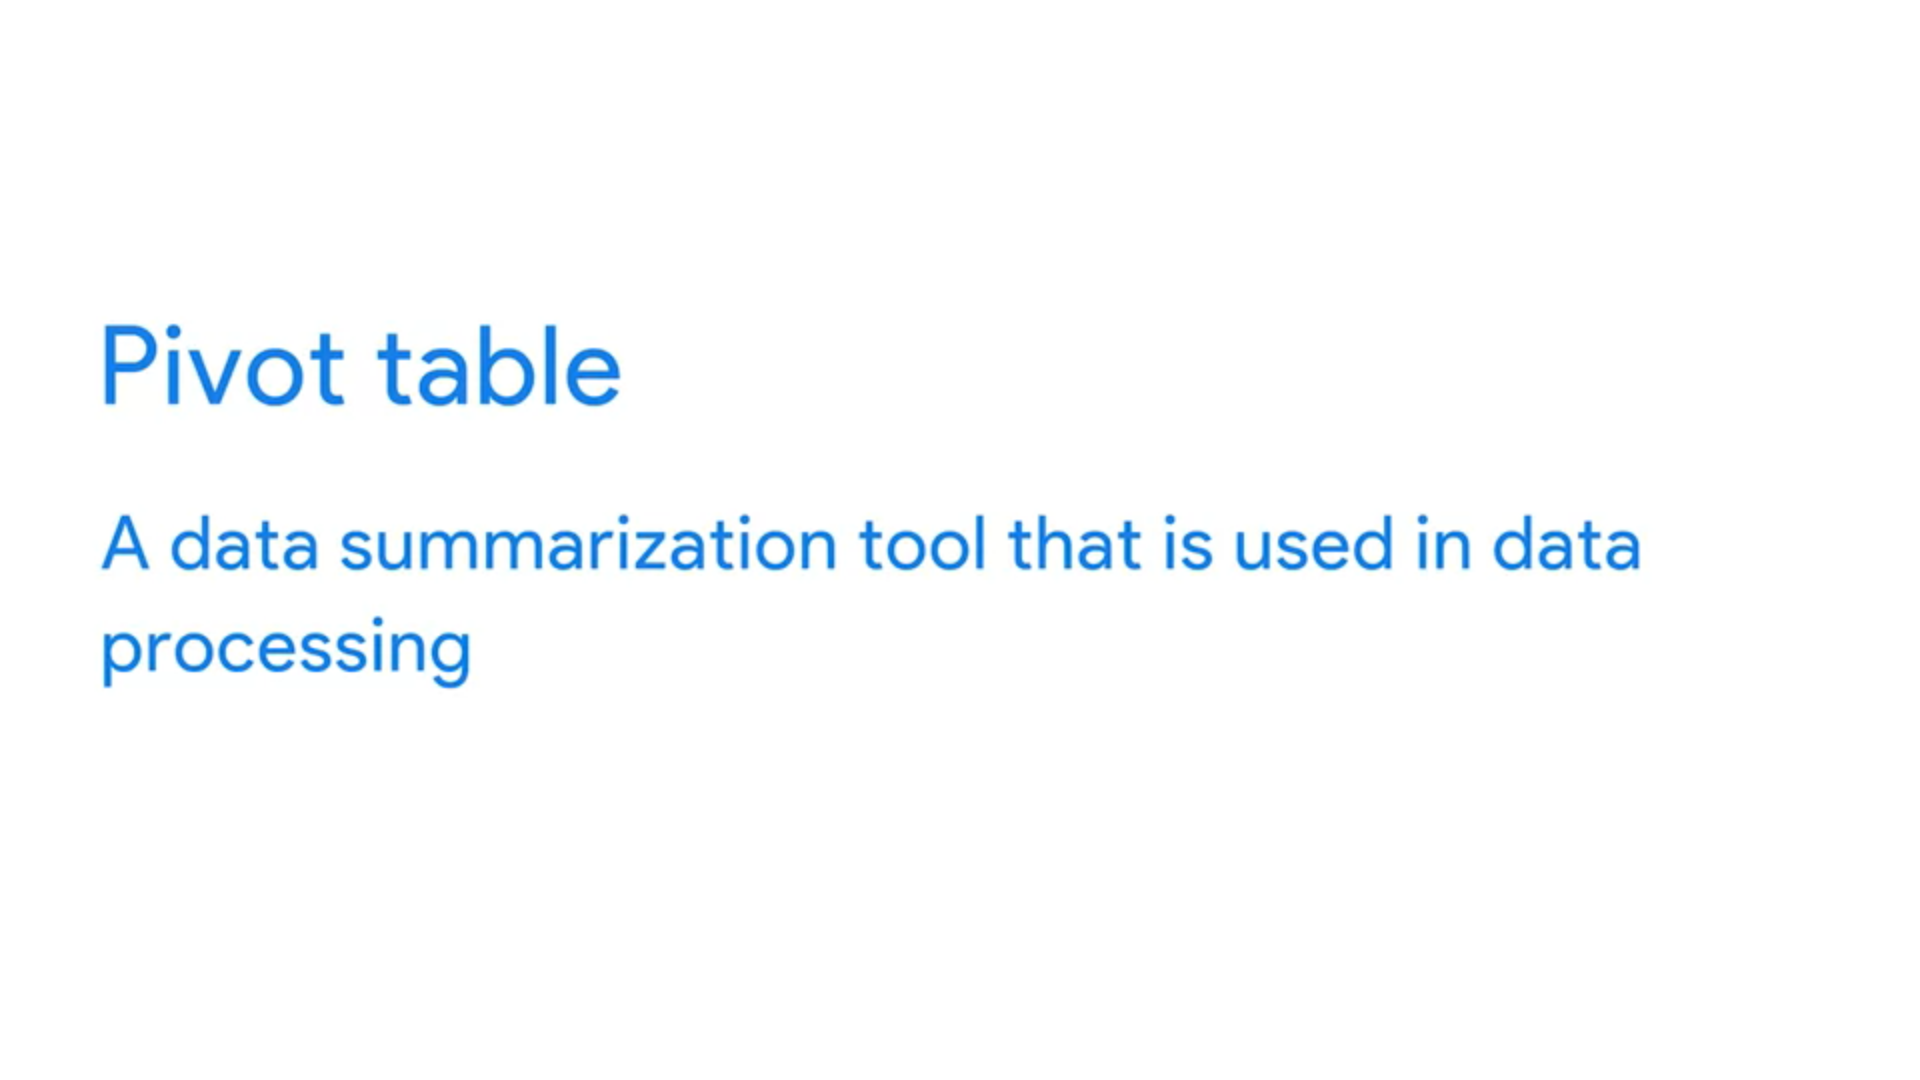 Pivot table
A data summarization tool that is used in data
processing